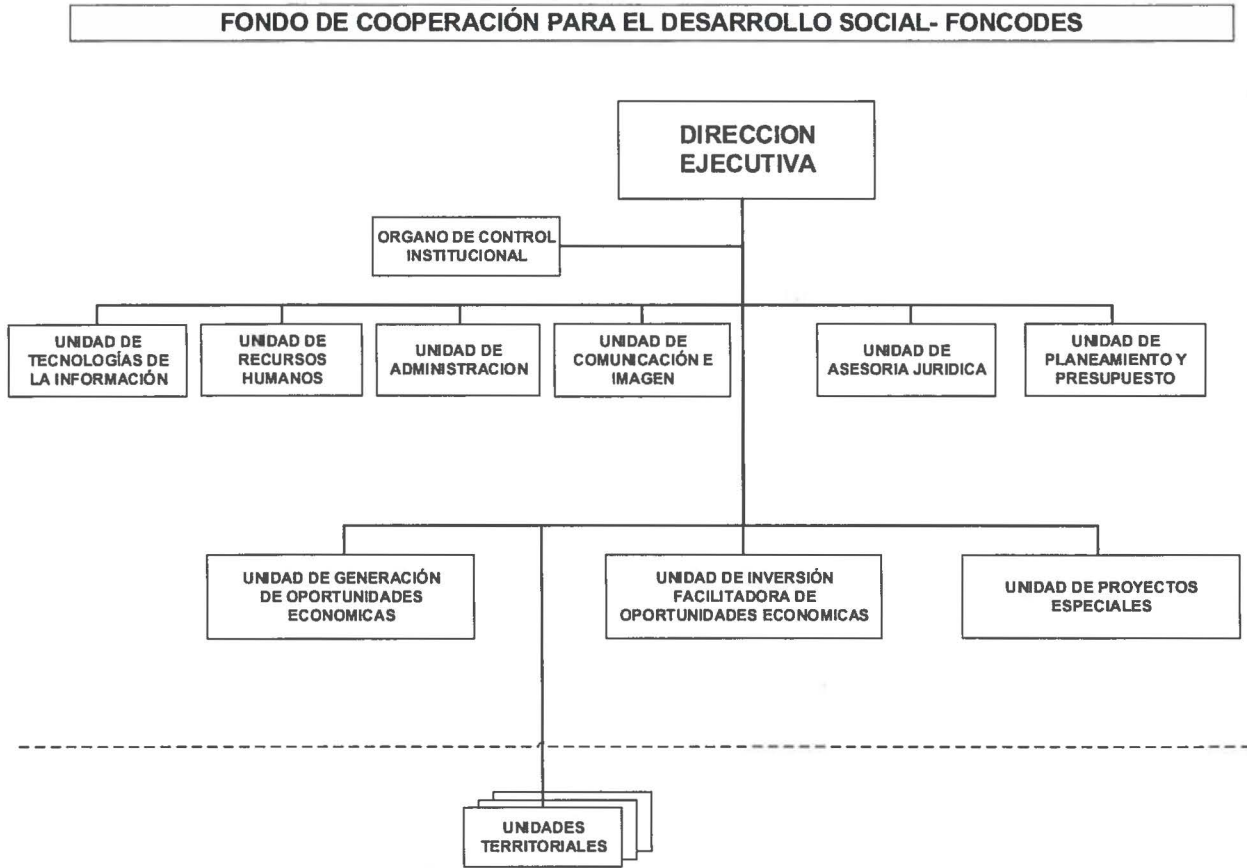 FONDO DE COOPERACIÓN PARA EL DESARROLLO SOCIAL- FONCODES
DIRECCION
EJECUTIVA
ORGANO DE CONTROL
INSTITUCIONAL
UNIDAD DE
TECNOLOGÍAS DE
LA INFORMACIÓN
UNIDAD DE
RECURSOS
HUMANOS
UNIDAD DE
ADMINISTRACION
UNIDAD DE
COMUNICACIÓN E
IMAGEN
UNIDAD DE
ASESORIA JURIDICA
UNIDAD DE
PLANEAMIENTO Y
PRESUPUESTO
UNIDAD DE GENERACIÓN
DE OPORTUNIDADES
ECONOMICAS
UNIDAD DE INVERSIÓN
FACILITADORA DE
OPORTUNIDADES ECONOMICAS
UNIDAD DE PROYECTOS
ESPECIALES
UNIDADES
TERRITORIALES